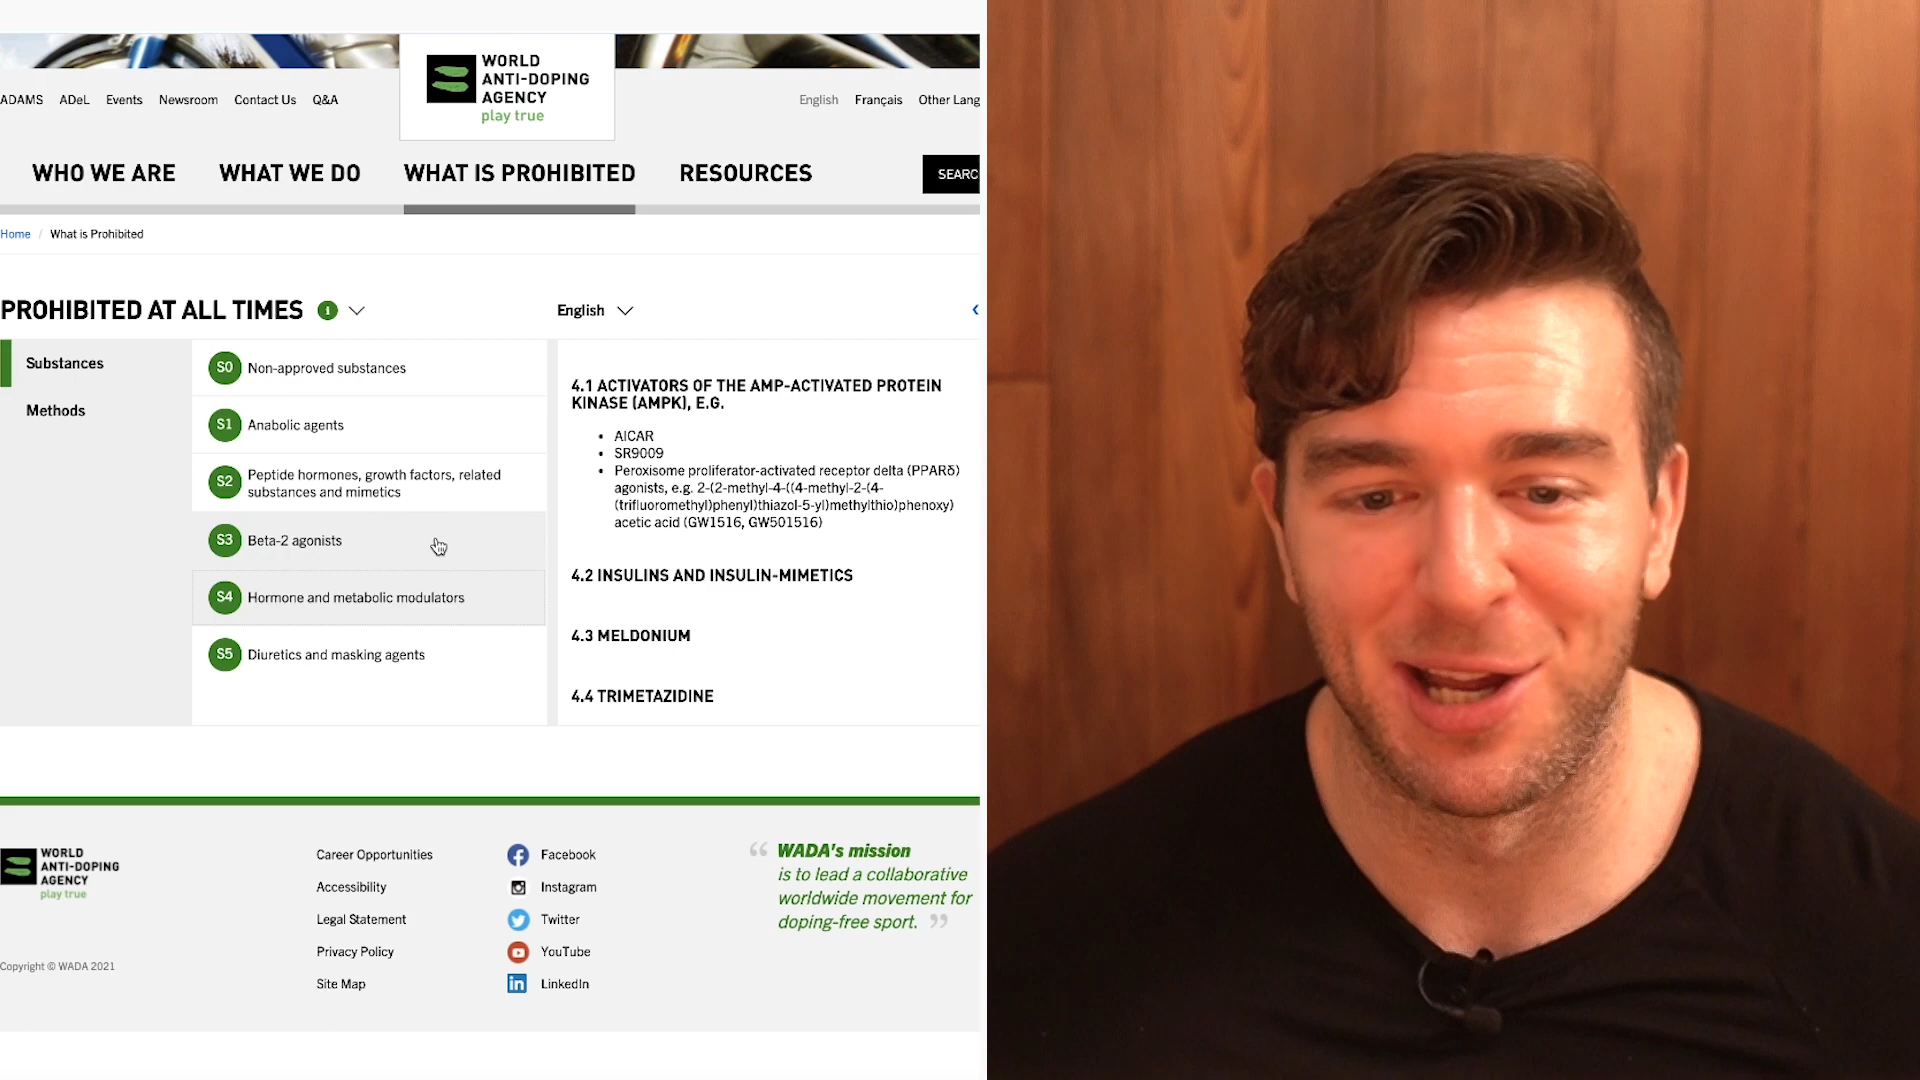 WORLD
ANTI-DOPING
AGENCY
play true
ADAMS ADeL Events Newsroom Contact Us Q&A
English Français Other Lang
WHO WE ARE WHAT WE DO WHAT IS PROHIBITED RESOURCES
SEARC
Home / What is Prohibited
PROHIBITED AT ALL TIMES i
English
Substances
Methods
S0 Non-approved substances
S1 Anabolic agents
S2 Peptide hormones, growth factors, related
substances and mimetics
S3 Beta-2 agonists
S4 Hormone and metabolic modulators
S5 Diuretics and masking agents
4.1 ACTIVATORS OF THE AMP-ACTIVATED PROTEIN
KINASE (AMPK), E.G.
• AICAR
• SR9009
• Peroxisome proliferator-activated receptor delta (PPARδ)
agonists, e.g. 2-(2-methyl-4-((4-methyl-2-(4-
(trifluoromethyl)phenyl)thiazol-5-yl)methylthio)phenoxy)
acetic acid (GW1516, GW501516)
4.2 INSULINS AND INSULIN-MIMETICS
4.3 MELDONIUM
4.4 TRIMETAZIDINE
WORLD
ANTI-DOPING
AGENCY
play true
Copyright © WADA 2021
Career Opportunities
Accessibility
Legal Statement
Privacy Policy
Site Map
Facebook
Instagram
Twitter
YouTube
in LinkedIn
“ WADA's mission
is to lead a collaborative
worldwide movement for
doping-free sport. ”